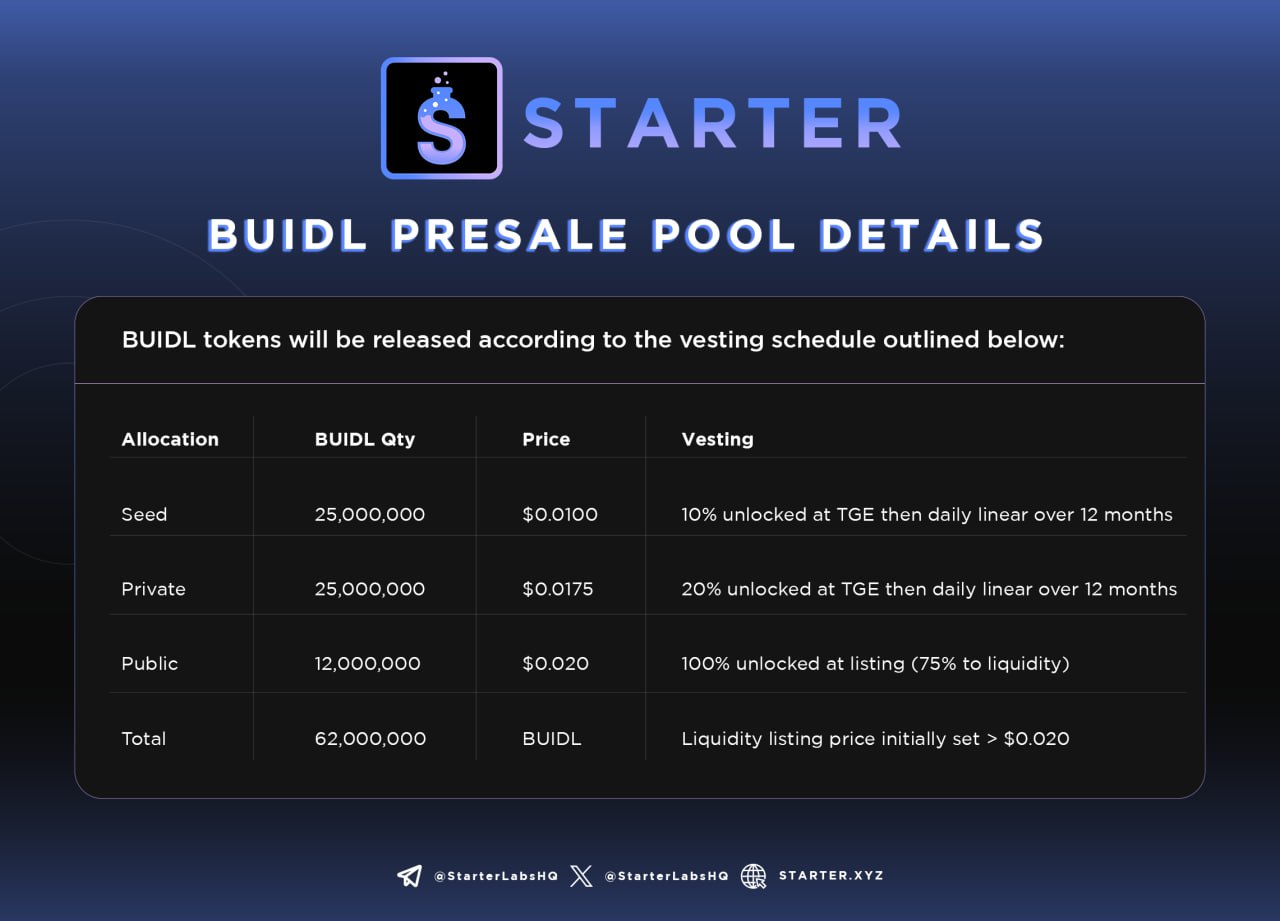 S STARTER
BUIDL PRESALE POOL DETAILS
BUIDL tokens will be released according to the vesting schedule outlined below:
Allocation BUIDL Qty Price Vesting
Seed 25,000,000 $0.0100 10% unlocked at TGE then daily linear over 12 months
Private 25,000,000 $0.0175 20% unlocked at TGE then daily linear over 12 months
Public 12,000,000 $0.020 100% unlocked at listing (75% to liquidity)
Total 62,000,000 BUIDL Liquidity listing price initially set > $0.020
@StarterLabsHQ @StarterLabsHQ STARTER.XYZ